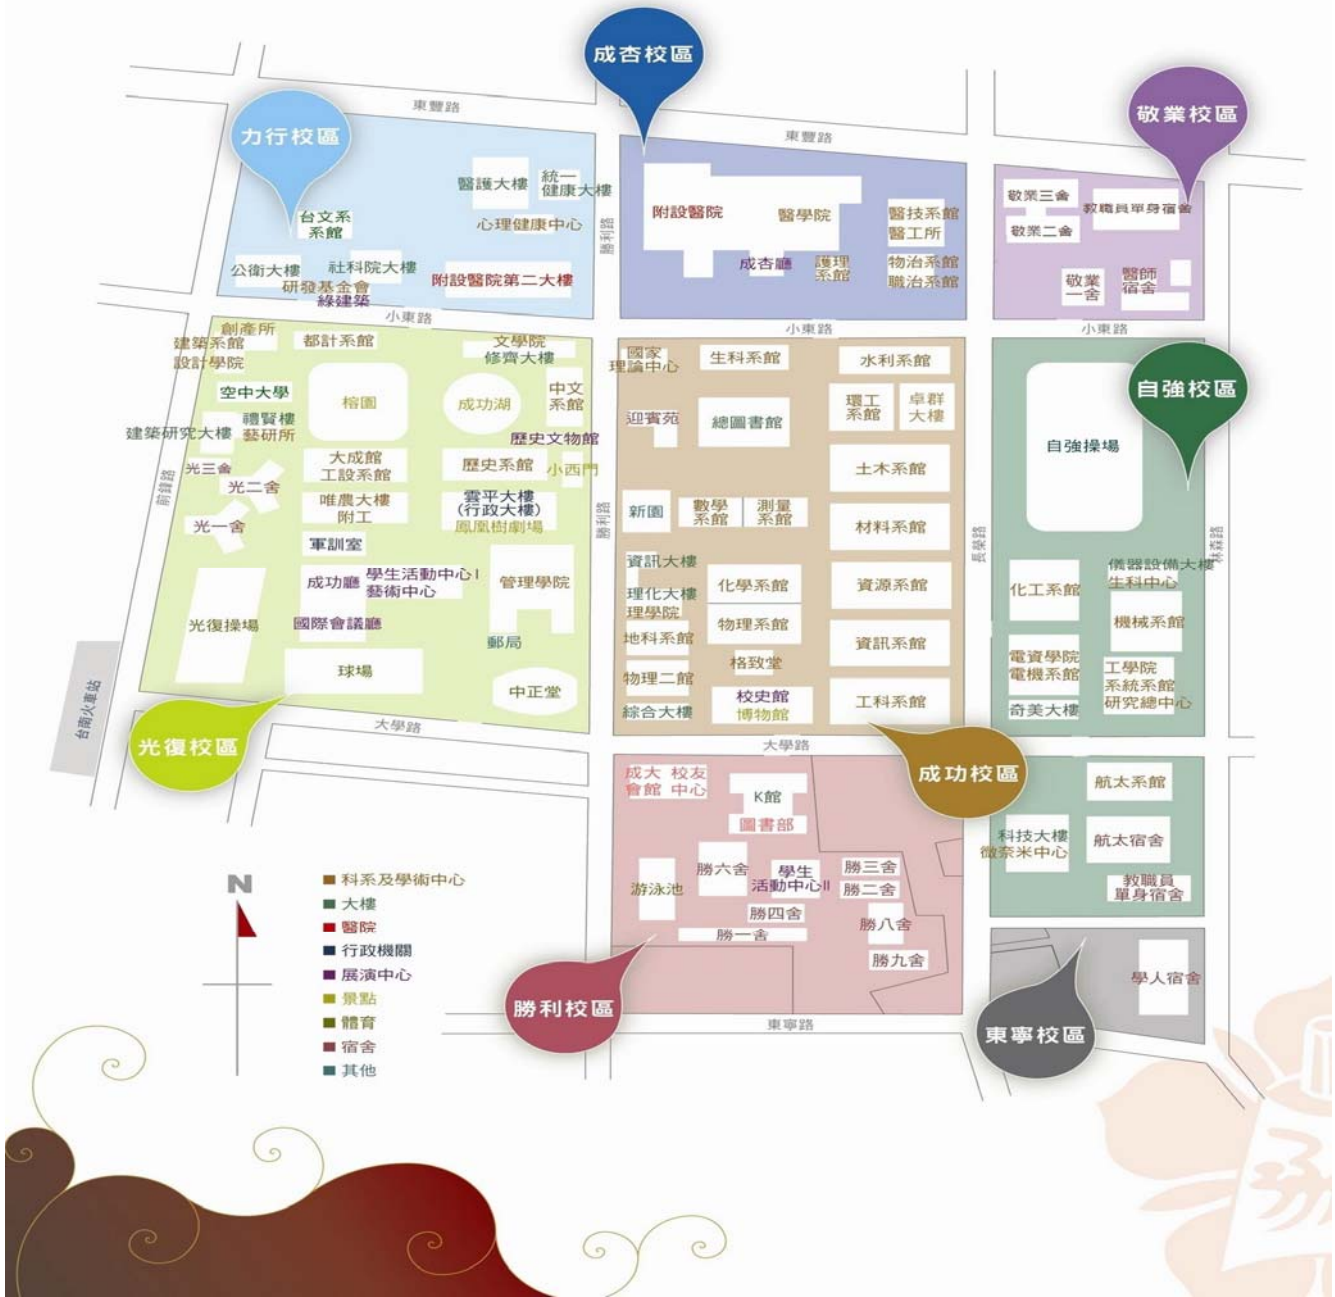 成杏校區
敬業校區
力行校區
東豐路
東豐路
醫護大樓
統一
健康大樓
心理健康中心
台文系
系館
公衛大樓
社科院大樓
研發基金會
綠建築
附設醫院第二大樓
勝利路
附設醫院
醫學院
成杏廳
護理
系館
醫技系館
醫工所
物治系館
職治系館
敬業三舍
敬業二舍
教職員單身宿舍
敬業
一舍
醫師
宿舍
小東路
小東路
小東路
創產所
建築系館
設計學院
都計系館
文學院
修齊大樓
空中大學
榕園
成功湖
中文
系館
禮賢樓
藝研所
建築研究大樓
歷史文物館
光三舍
光二舍
光一舍
大成館
工設系館
歷史系館
小西門
唯農大樓
附工
雲平大樓
(行政大樓)
鳳凰樹劇場
軍訓室
成功廳
學生活動中心I
藝術中心
管理學院
光復操場
國際會議廳
郵局
球場
中正堂
前鋒路
勝利路
台南火車站
大學路
光復校區
國家
理論中心
生科系館
水利系館
迎賓苑
總圖書館
環工
系館
卓群
大樓
土木系館
新園
數學
系館
測量
系館
材料系館
資訊大樓
理化大樓
理學院
化學系館
資源系館
地科系館
物理系館
資訊系館
物理二館
格致堂
綜合大樓
校史館
博物館
工科系館
長榮路
大學路
成功校區
自強校區
自強操場
林森路
化工系館
儀器設備大樓
生科中心
機械系館
電資學院
電機系館
工學院
系統系館
研究總中心
奇美大樓
航太系館
科技大樓
微奈米中心
航太宿舍
教職員
單身宿舍
成大 校友
會館 中心
K館
圖書部
游泳池
勝六舍
學生
活動中心II
勝三舍
勝二舍
勝四舍
勝一舍
勝八舍
勝九舍
勝利校區
東寧路
東寧校區
學人宿舍
N
科系及學術中心
大樓
醫院
行政機關
展演中心
景點
體育
宿舍
其他